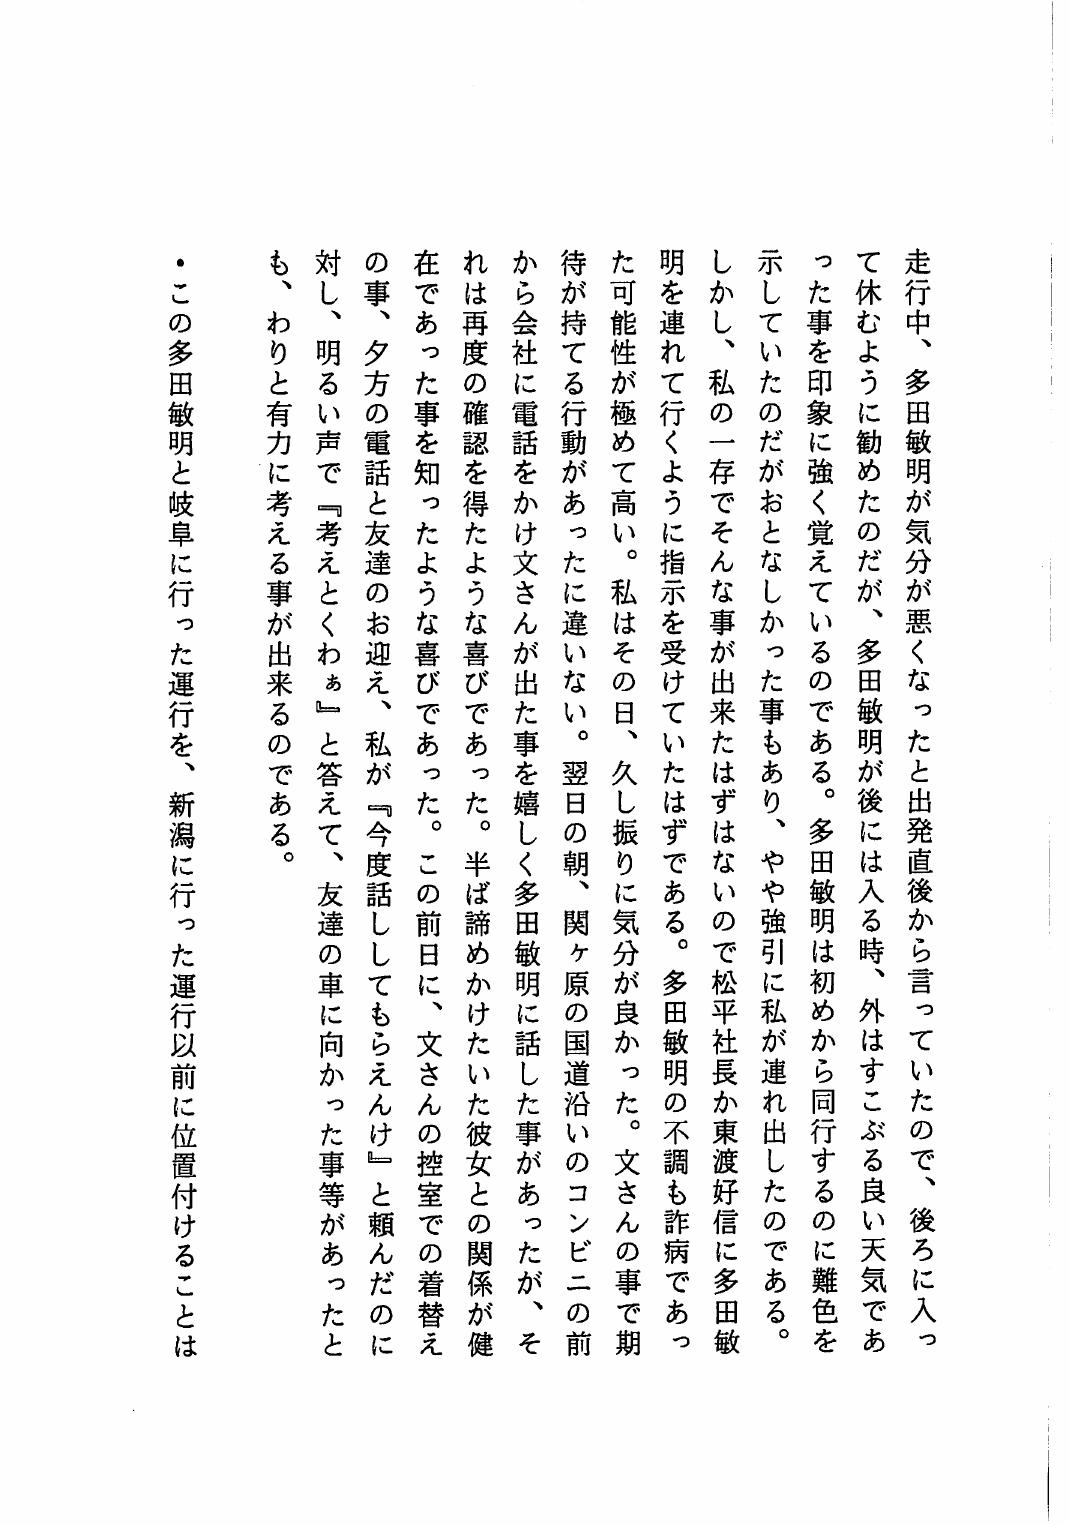 走行中、多田敏明が気分が悪くなったと出発直後から言っていたので、後ろに入っ
て休むように勧めたのだが、多田敏明が後には入る時、外はすこぶる良い天気であ
った事を印象に強く覚えているのである。多田敏明は初めから同行するのに難色を
示していたのだがおとなしかった事もあり、やや強引に私が連れ出したのである。
しかし、私の一存でそんな事が出来たはずはないので松平社長か東渡好信に多田敏
明を連れて行くように指示を受けていたはずである。多田敏明の不調も詐病であっ
た可能性が極めて高い。私はその日、久し振りに気分が良かった。文さんの事で期
待が持てる行動があったに違いない。翌日の朝、関ヶ原の国道沿いのコンビニの前
から会社に電話をかけ文さんが出た事を嬉しく多田敏明に話した事があったが、そ
れは再度の確認を得たような喜びであった。半ば諦めかけたいた彼女との関係が健
在であった事を知ったような喜びであった。この前日に、文さんの控室での着替え
の事、夕方の電話と友達のお迎え、私が『今度話ししてもらえんけ』と頼んだのに
対し、明るい声で『考えとくわぁ』と答えて、友達の車に向かった事等があったと
も、わりと有力に考える事が出来るのである。
・この多田敏明と岐阜に行った運行を、新潟に行った運行以前に位置付けることは